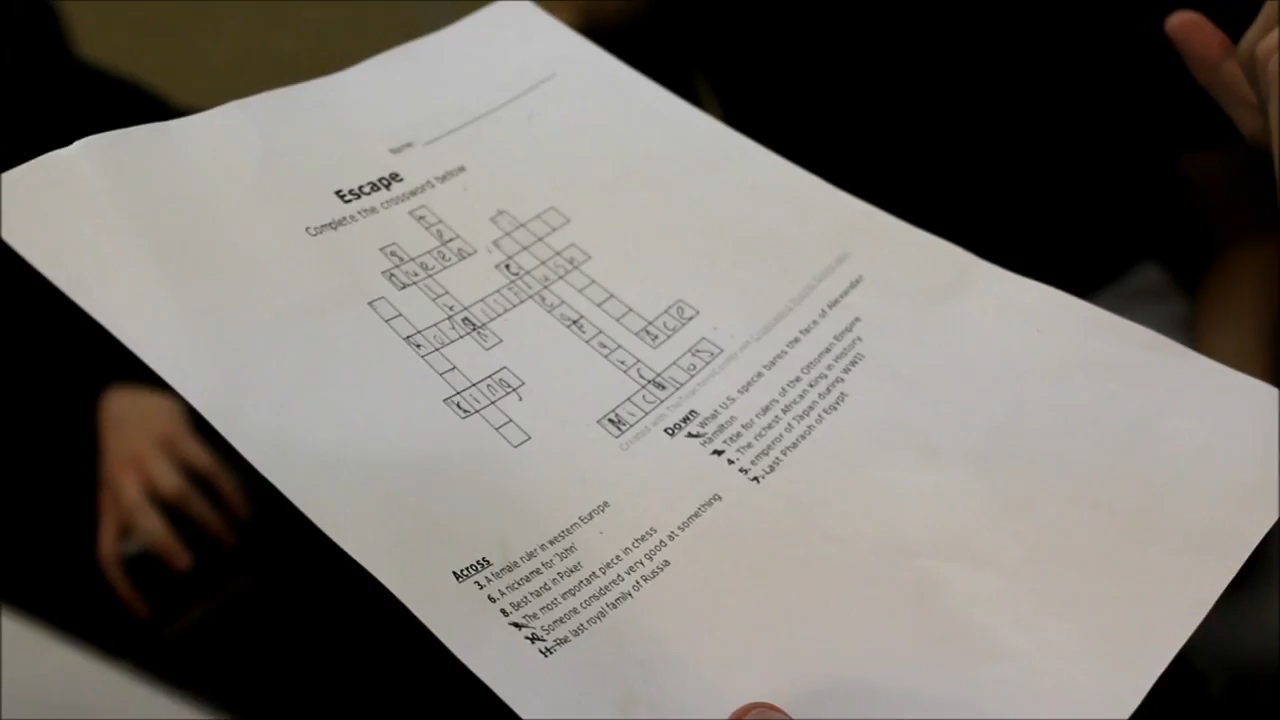 Name:
Escape
Complete the crossword below
Queen
King
Ace
Created with TheTeachersCorner.net
Down
What U.S. specie bares the face of Alexander
Hamilton
Title for rulers of the Ottoman Empire
4. The richest African King in History
5. emperor of Japan during WWII
7. Last Pharaoh of Egypt
Across
3. A female ruler in western Europe
6. A nickname for 'John'
8. Best hand in Poker
9. The most important piece in chess
10. Someone considered very good at something
11. The last royal family of Russia